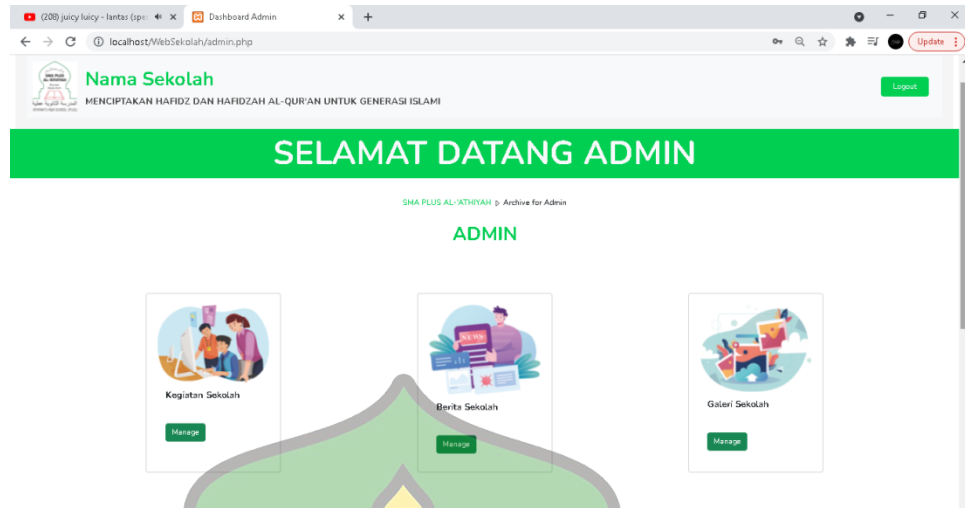 (208) juicy luicy - lantas (spe
Dashboard Admin
localhost/WebSekolah/admin.php
Update
Nama Sekolah
MENCIPTAKAN HAFIDZ DAN HAFIDZAH AL-QUR'AN UNTUK GENERASI ISLAMI
Logout
SELAMAT DATANG ADMIN
SMA PLUS AL-'ATHIYAH ▷ Archive for Admin
ADMIN
NEWS
Kegiatan Sekolah
Berita Sekolah
Galeri Sekolah
Manage
Manage
Manage